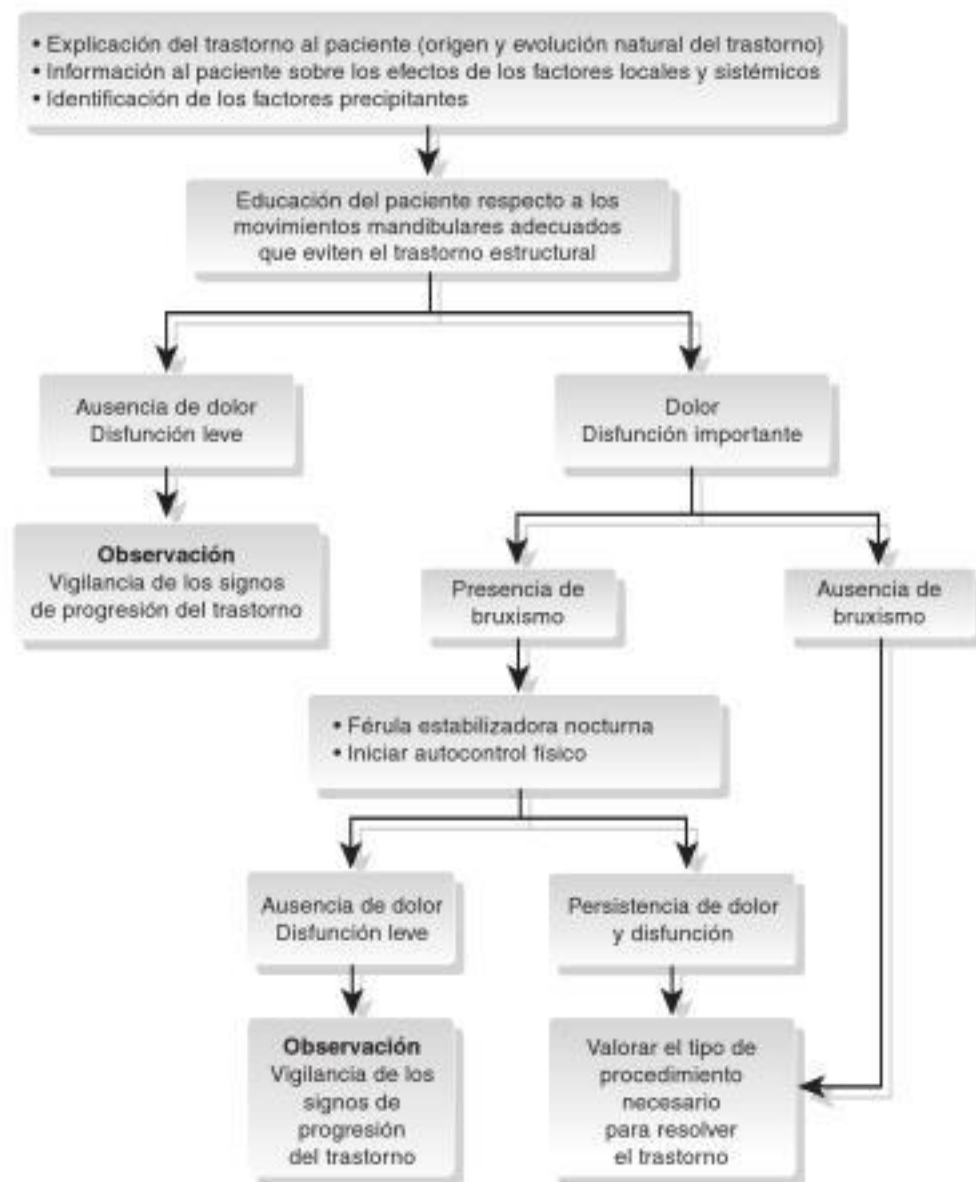 • Explicación del trastorno al paciente (origen y evolución natural del trastorno)
• Información al paciente sobre los efectos de los factores locales y sistémicos
• Identificación de los factores precipitantes
Educación del paciente respecto a los
movimientos mandibulares adecuados
que eviten el trastorno estructural
Ausencia de dolor
Disfunción leve
Dolor
Disfunción importante
Observación
Vigilancia de los signos
de progresión del trastorno
Presencia de
bruxismo
Ausencia de
bruxismo
• Férula estabilizadora nocturna
• Iniciar autocontrol físico
Ausencia de dolor
Disfunción leve
Persistencia de dolor
y disfunción
Observación
Vigilancia de los
signos de
progresión
del trastorno
Valorar el tipo de
procedimiento
necesario
para resolver
el trastorno